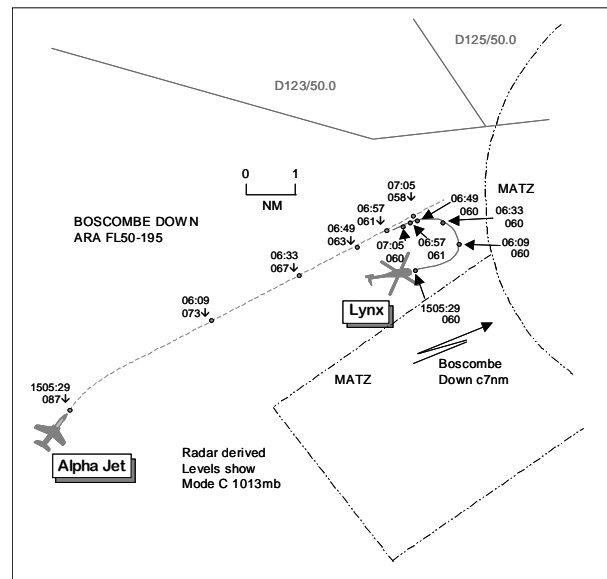 D125/50.0
D123/50.0
0 1
NM
BOSCOMBE DOWN
ARA FL50-195
MATZ
07:05
058↓
06:49
060
06:57
061↓
06:33
060
06:49
063↓
07:05
060
06:57
061
06:09
060
06:33
067↓
Lynx
06:09
073↓
1505:29
060
MATZ
Boscombe
Down c7nm
1505:29
087↓
Alpha Jet
Radar derived
Levels show
Mode C 1013mb